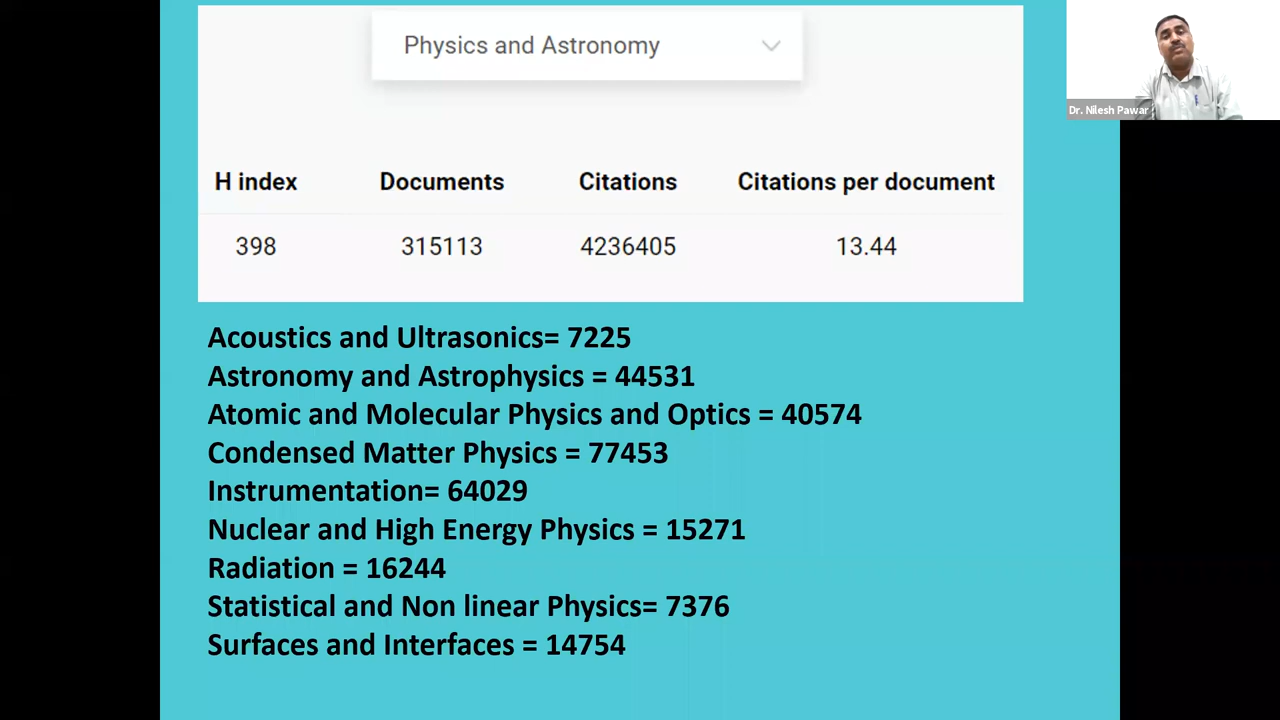 Physics and Astronomy
Dr. Nilesh Pawar
H index Documents Citations Citations per document
398 315113 4236405 13.44
Acoustics and Ultrasonics= 7225
Astronomy and Astrophysics = 44531
Atomic and Molecular Physics and Optics = 40574
Condensed Matter Physics = 77453
Instrumentation= 64029
Nuclear and High Energy Physics = 15271
Radiation = 16244
Statistical and Non linear Physics= 7376
Surfaces and Interfaces = 14754